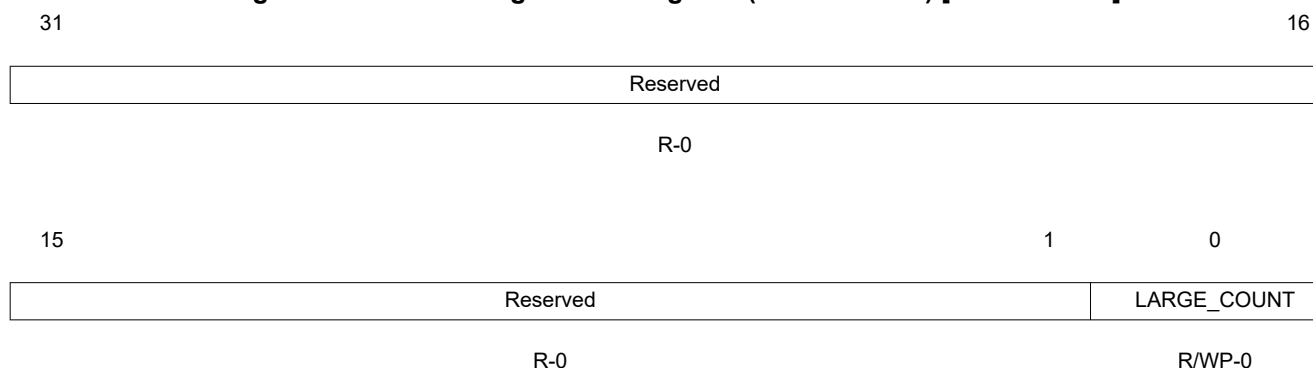 31 16
Reserved
R-0
15 1 0
Reserved LARGE_COUNT
R-0 R/WP-0